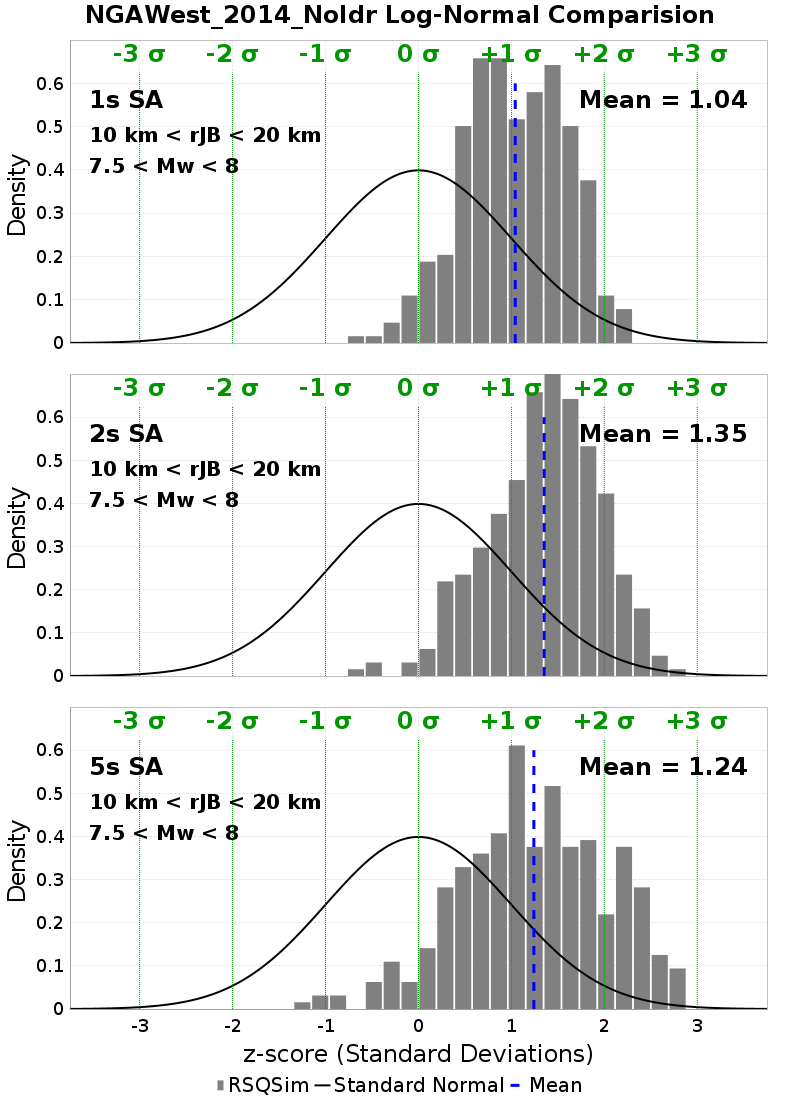 NGAWest_2014_NoIdr Log-Normal Comparision
-3 σ -2 σ -1 σ 0 σ +1 σ +2 σ +3 σ
1s SA
Mean = 1.04
10 km < rJB < 20 km
7.5 < Mw < 8
Density
0.6
0.5
0.4
0.3
0.2
0.1
0
-3 σ -2 σ -1 σ 0 σ +1 σ +2 σ +3 σ
2s SA
Mean = 1.35
10 km < rJB < 20 km
7.5 < Mw < 8
Density
0.6
0.5
0.4
0.3
0.2
0.1
0
-3 σ -2 σ -1 σ 0 σ +1 σ +2 σ +3 σ
5s SA
Mean = 1.24
10 km < rJB < 20 km
7.5 < Mw < 8
Density
0.6
0.5
0.4
0.3
0.2
0.1
0
-3 -2 -1 0 1 2 3
z-score (Standard Deviations)
RSQSim Standard Normal Mean